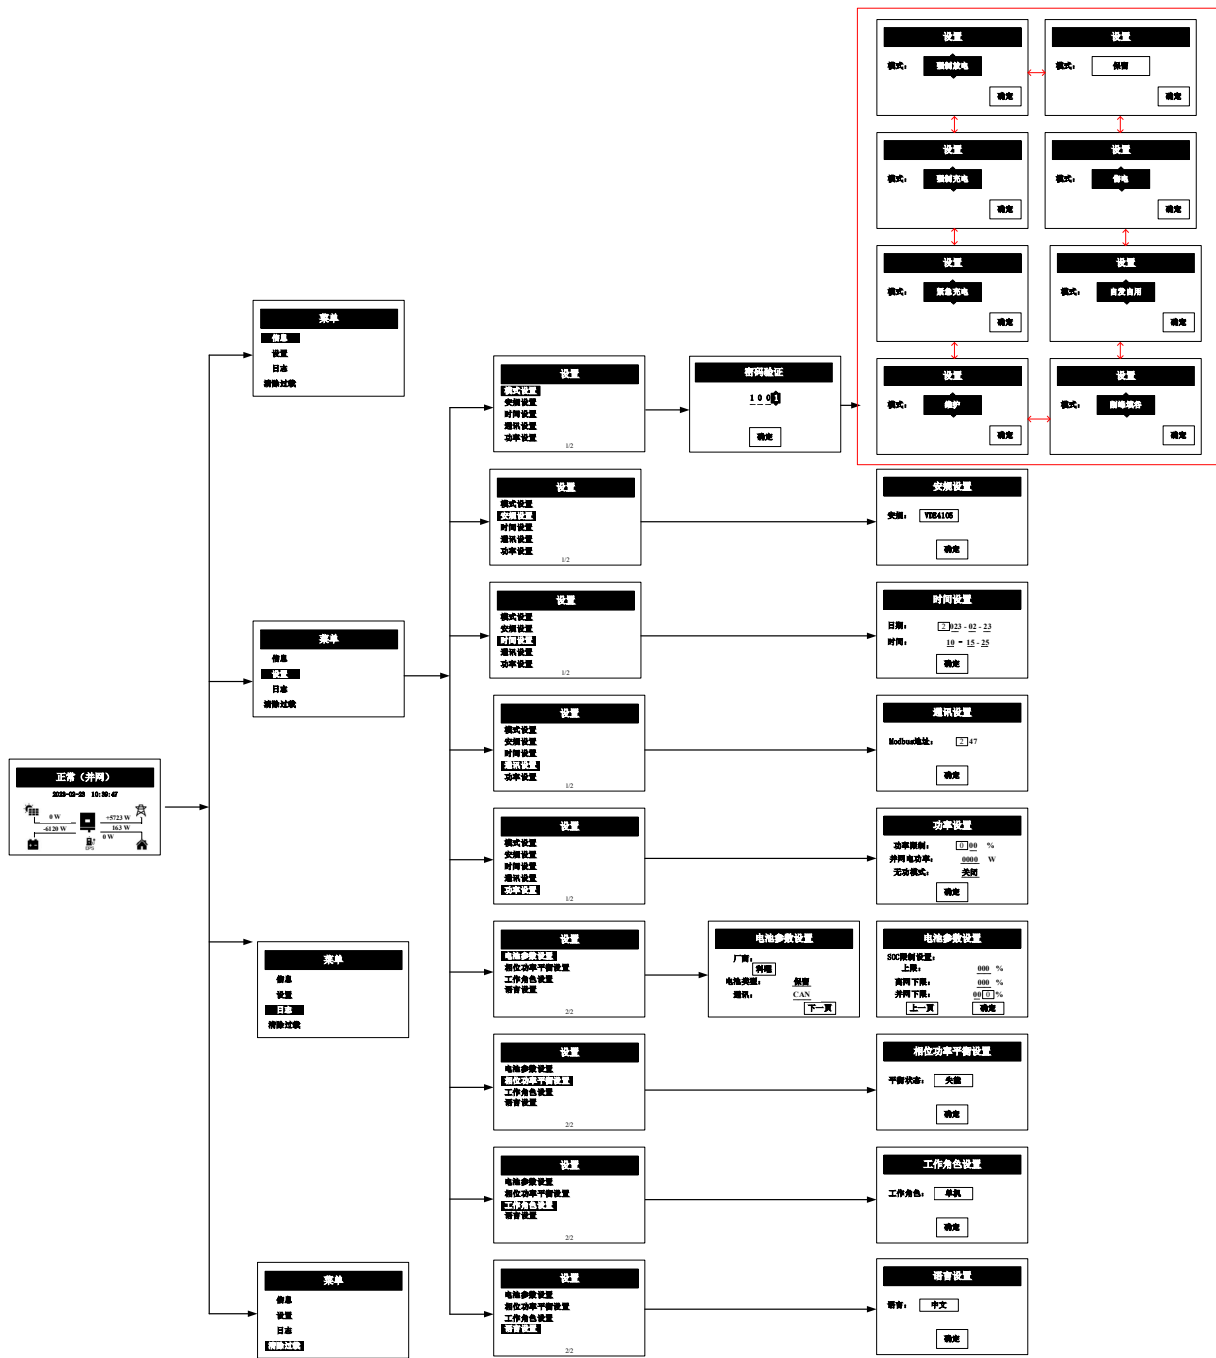 设置
模式：
强制放电
确定
设置
模式：
保留
确定
设置
模式：
强制充电
确定
设置
模式：
备电
确定
设置
模式：
紧急充电
确定
设置
模式：
自发自用
确定
设置
模式：
维护
确定
设置
模式：
削峰填谷
确定
菜单
信息
设置
日志
清除过载
设置
模式设置
安规设置
时间设置
通讯设置
功率设置
1/2
密码验证
1 0 0 1
确定
设置
模式设置
安规设置
时间设置
通讯设置
功率设置
1/2
安规设置
安规： VDE4105
确定
菜单
信息
设置
日志
清除过载
设置
模式设置
安规设置
时间设置
通讯设置
功率设置
1/2
时间设置
日期： 2023 - 02 - 23
时间： 10 - 15 - 25
确定
设置
模式设置
安规设置
时间设置
通讯设置
功率设置
1/2
通讯设置
Modbus地址： 247
确定
正常（并网）
2023-02-23 10:39:47
0 W
+5723 W
-6120 W
163 W
0 W
EPS
设置
模式设置
安规设置
时间设置
通讯设置
功率设置
1/2
功率设置
功率限制： 000 %
并网电功率： 0000 W
无功模式： 关闭
确定
菜单
信息
设置
日志
清除过载
设置
电池参数设置
相位功率平衡设置
工作角色设置
语言设置
2/2
电池参数设置
厂商：
电池类型： 保留
通讯： CAN
下一页
电池参数设置
SOC限制设置：
上限： 000 %
离网下限： 000 %
并网下限： 000 %
上一页 确定
设置
电池参数设置
相位功率平衡设置
工作角色设置
语言设置
2/2
相位功率平衡设置
平衡状态： 失能
确定
设置
电池参数设置
相位功率平衡设置
工作角色设置
语言设置
2/2
工作角色设置
工作角色： 单机
确定
菜单
信息
设置
日志
清除过载
设置
电池参数设置
相位功率平衡设置
工作角色设置
语言设置
2/2
语言设置
语言： 中文
确定